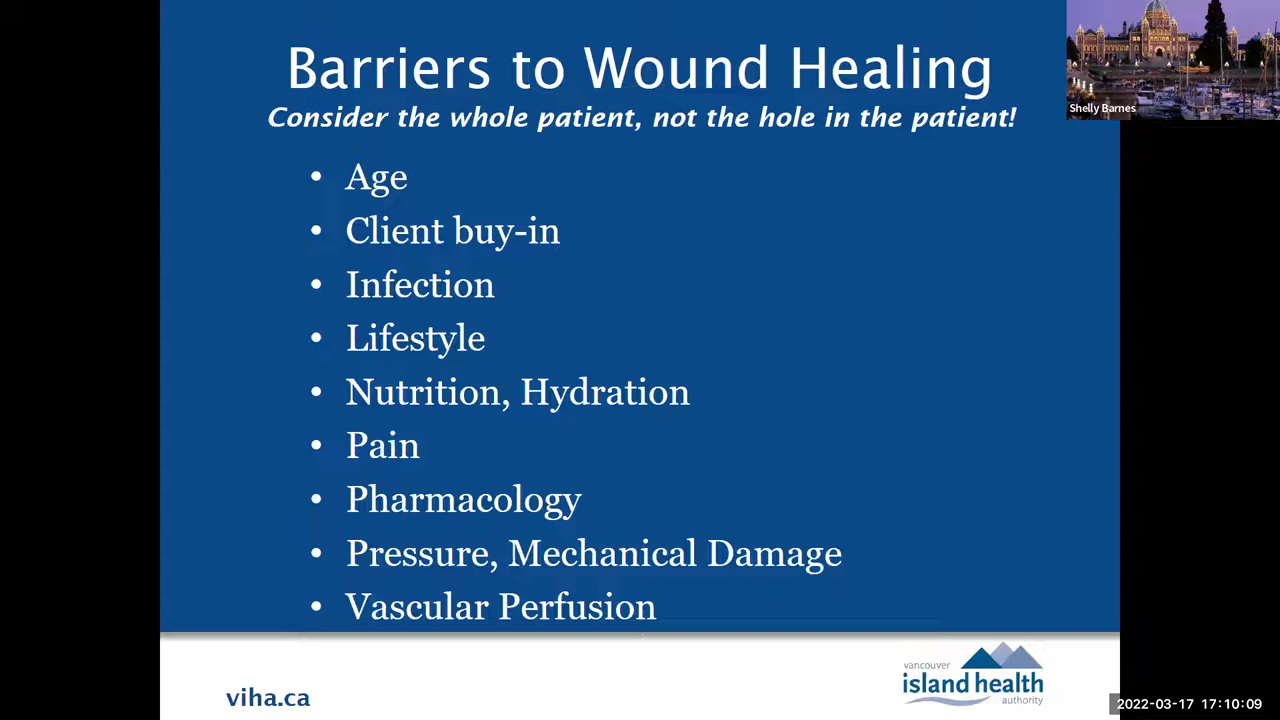 Barriers to Wound Healing
Consider the whole patient, not the hole in the patient!
Shelly Barnes
• Age
• Client buy-in
• Infection
• Lifestyle
• Nutrition, Hydration
• Pain
• Pharmacology
• Pressure, Mechanical Damage
• Vascular Perfusion
viha.ca
vancouver
island health
authority
2022-03-17 17:10:09